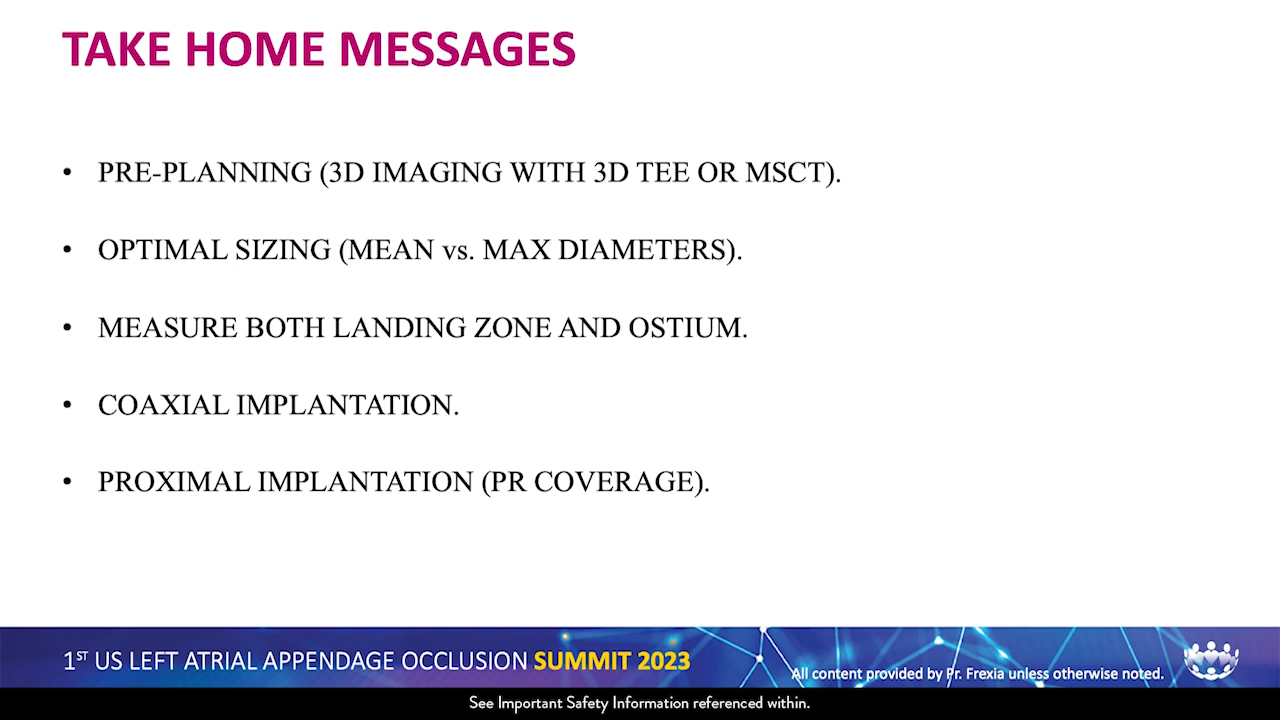 TAKE HOME MESSAGES
• PRE-PLANNING (3D IMAGING WITH 3D TEE OR MSCT).
• OPTIMAL SIZING (MEAN vs. MAX DIAMETERS).
• MEASURE BOTH LANDING ZONE AND OSTIUM.
• COAXIAL IMPLANTATION.
• PROXIMAL IMPLANTATION (PR COVERAGE).
1ST US LEFT ATRIAL APPENDAGE OCCLUSION SUMMIT 2023
All content provided by Pr. Frexia unless otherwise noted.
See Important Safety Information referenced within.